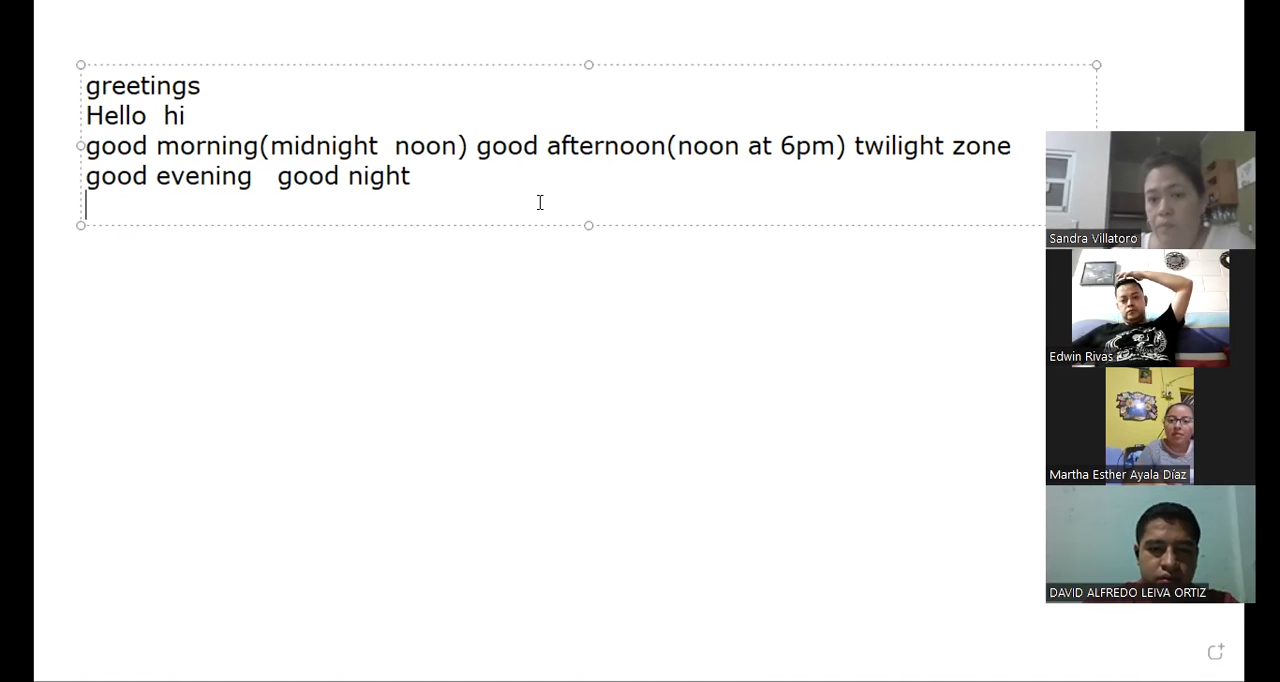 greetings
Hello  hi
good morning(midnight  noon) good afternoon(noon at 6pm) twilight zone
good evening   good night
Sandra Villatoro
Edwin Rivas
Martha Esther Ayala Díaz
DAVID ALFREDO LEIVA ORTIZ